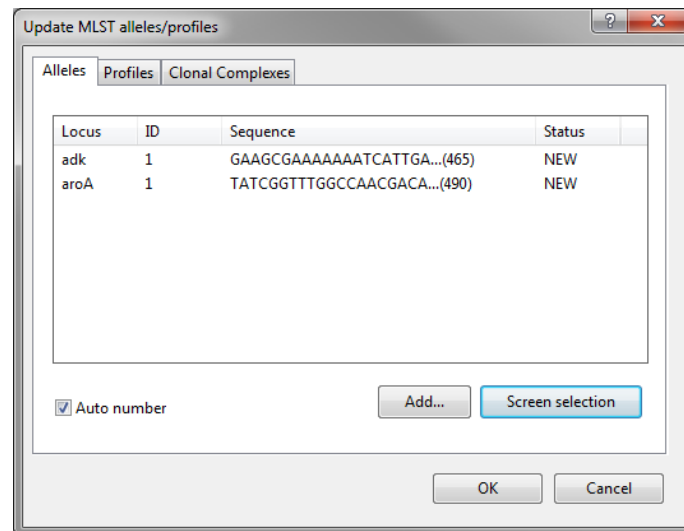 Update MLST alleles/profiles
Alleles Profiles Clonal Complexes
Locus ID Sequence Status
adk 1 GAAGCGAAAAAAATCATTGA...(465) NEW
aroA 1 TATCGGTTTGGCCAACGACA...(490) NEW
Auto number Add... Screen selection
OK Cancel